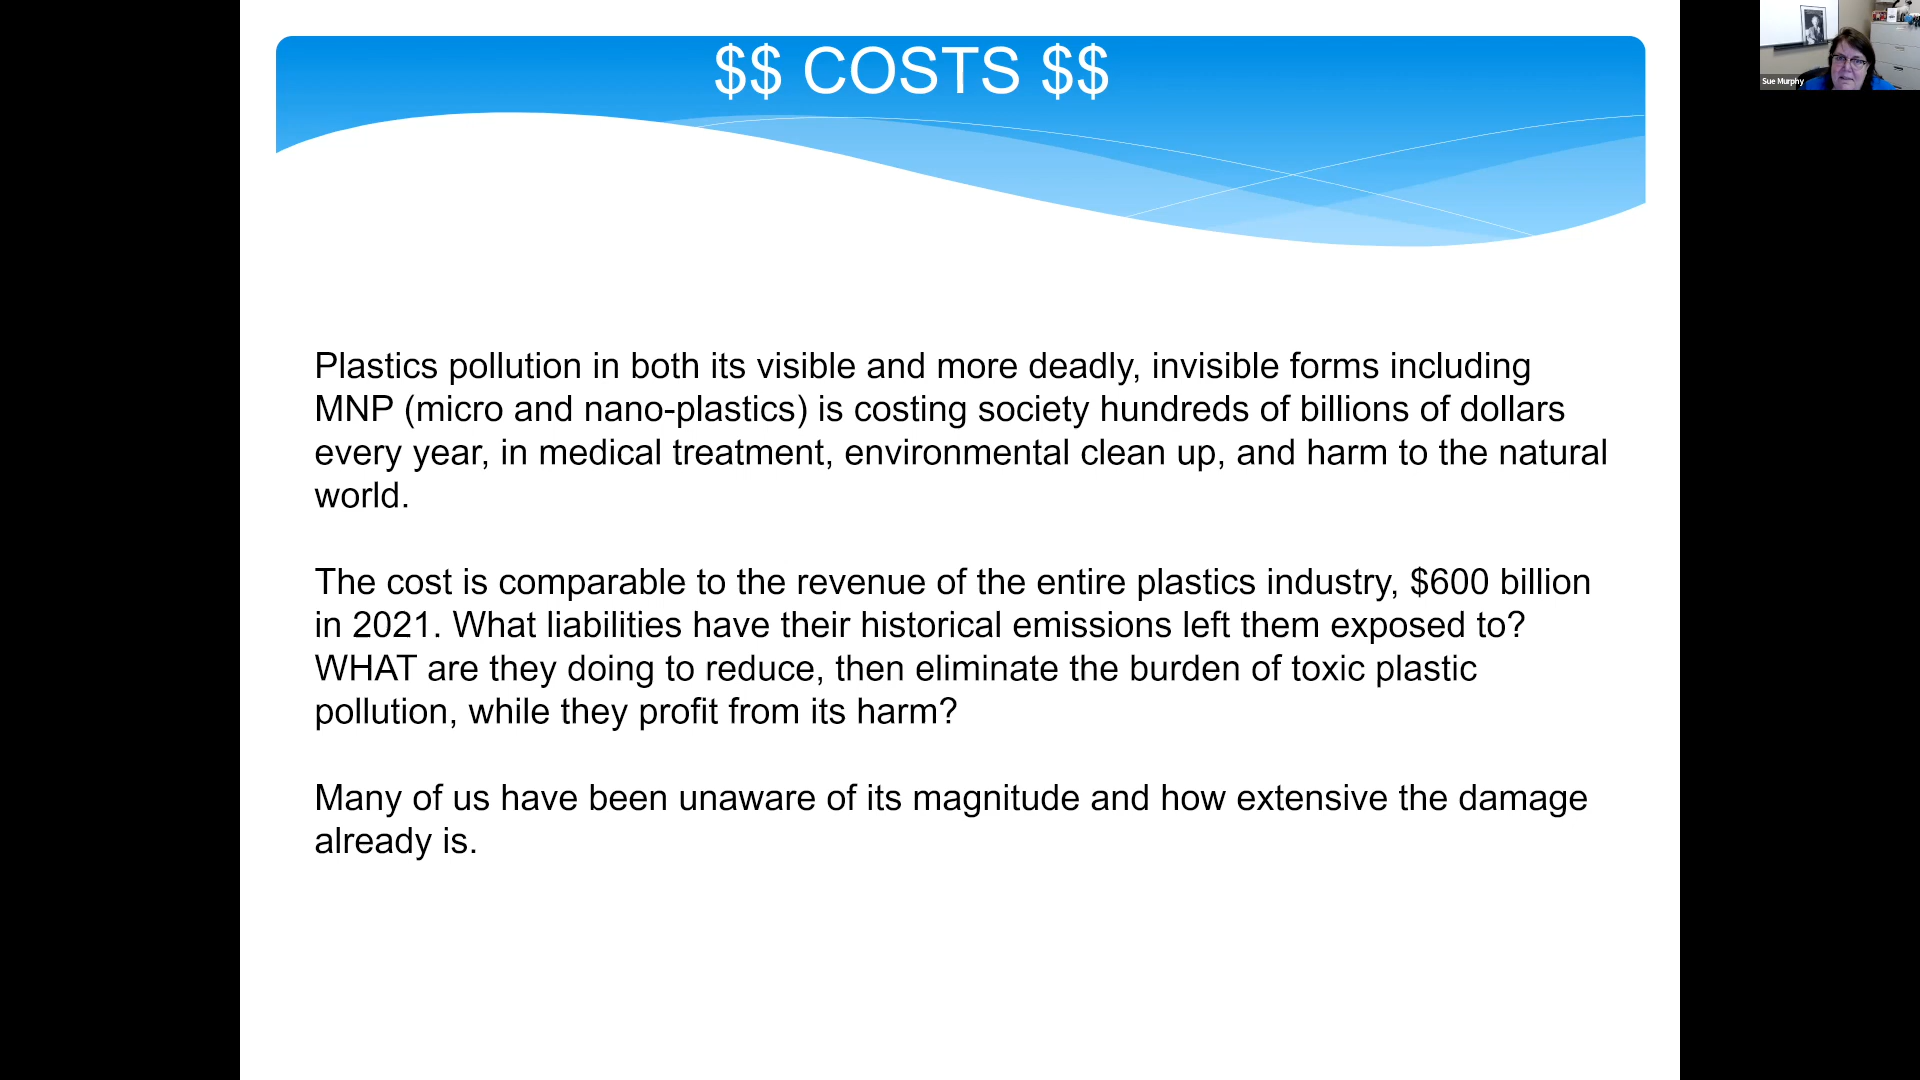 $$ COSTS $$
Sue Murphy
Plastics pollution in both its visible and more deadly, invisible forms including
MNP (micro and nano-plastics) is costing society hundreds of billions of dollars
every year, in medical treatment, environmental clean up, and harm to the natural
world.
The cost is comparable to the revenue of the entire plastics industry, $600 billion
in 2021. What liabilities have their historical emissions left them exposed to?
WHAT are they doing to reduce, then eliminate the burden of toxic plastic
pollution, while they profit from its harm?
Many of us have been unaware of its magnitude and how extensive the damage
already is.